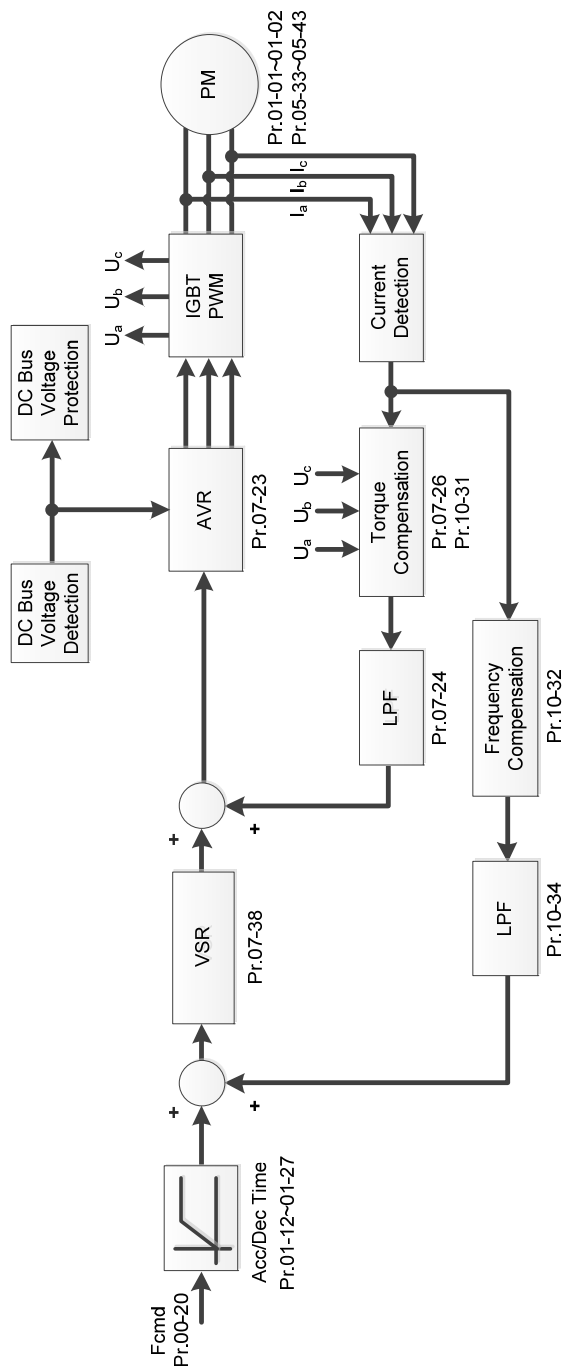 Fcmd
Pr.00-20
Acc/Dec Time
Pr.01-12~01-27
+
+
VSR
Pr.07-38
+
+
DC Bus
Voltage
Detection
DC Bus
Voltage
Protection
AVR
Pr.07-23
Ua
Ub
Uc
IGBT
PWM
PM
Pr.01-01~01-02
Pr.05-33~05-43
Ia
Ib
Ic
Current
Detection
Ua
Ub
Uc
Torque
Compensation
Pr.07-26
Pr.10-31
LPF
Pr.07-24
Frequency
Compensation
Pr.10-32
LPF
Pr.10-34